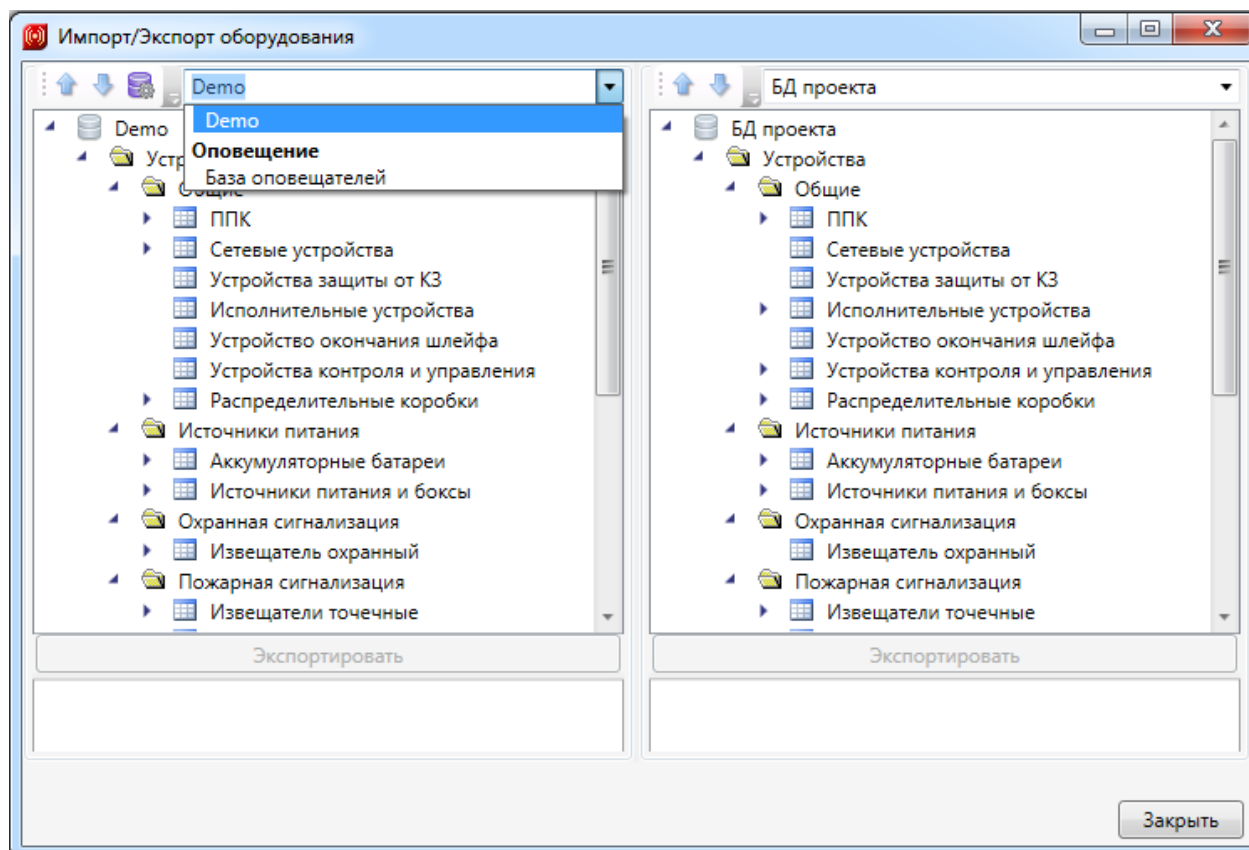 Импорт/Экспорт оборудования
Demo
Demo
Оповещение
База оповещателей
Demo
Устр
Общие
ППК
Сетевые устройства
Устройства защиты от КЗ
Исполнительные устройства
Устройство окончания шлейфа
Устройства контроля и управления
Распределительные коробки
Источники питания
Аккумуляторные батареи
Источники питания и боксы
Охранная сигнализация
Извещатель охранный
Пожарная сигнализация
Извещатели точечные
Экспортировать
БД проекта
БД проекта
Устройства
Общие
ППК
Сетевые устройства
Устройства защиты от КЗ
Исполнительные устройства
Устройство окончания шлейфа
Устройства контроля и управления
Распределительные коробки
Источники питания
Аккумуляторные батареи
Источники питания и боксы
Охранная сигнализация
Извещатель охранный
Пожарная сигнализация
Извещатели точечные
Экспортировать
Закрыть